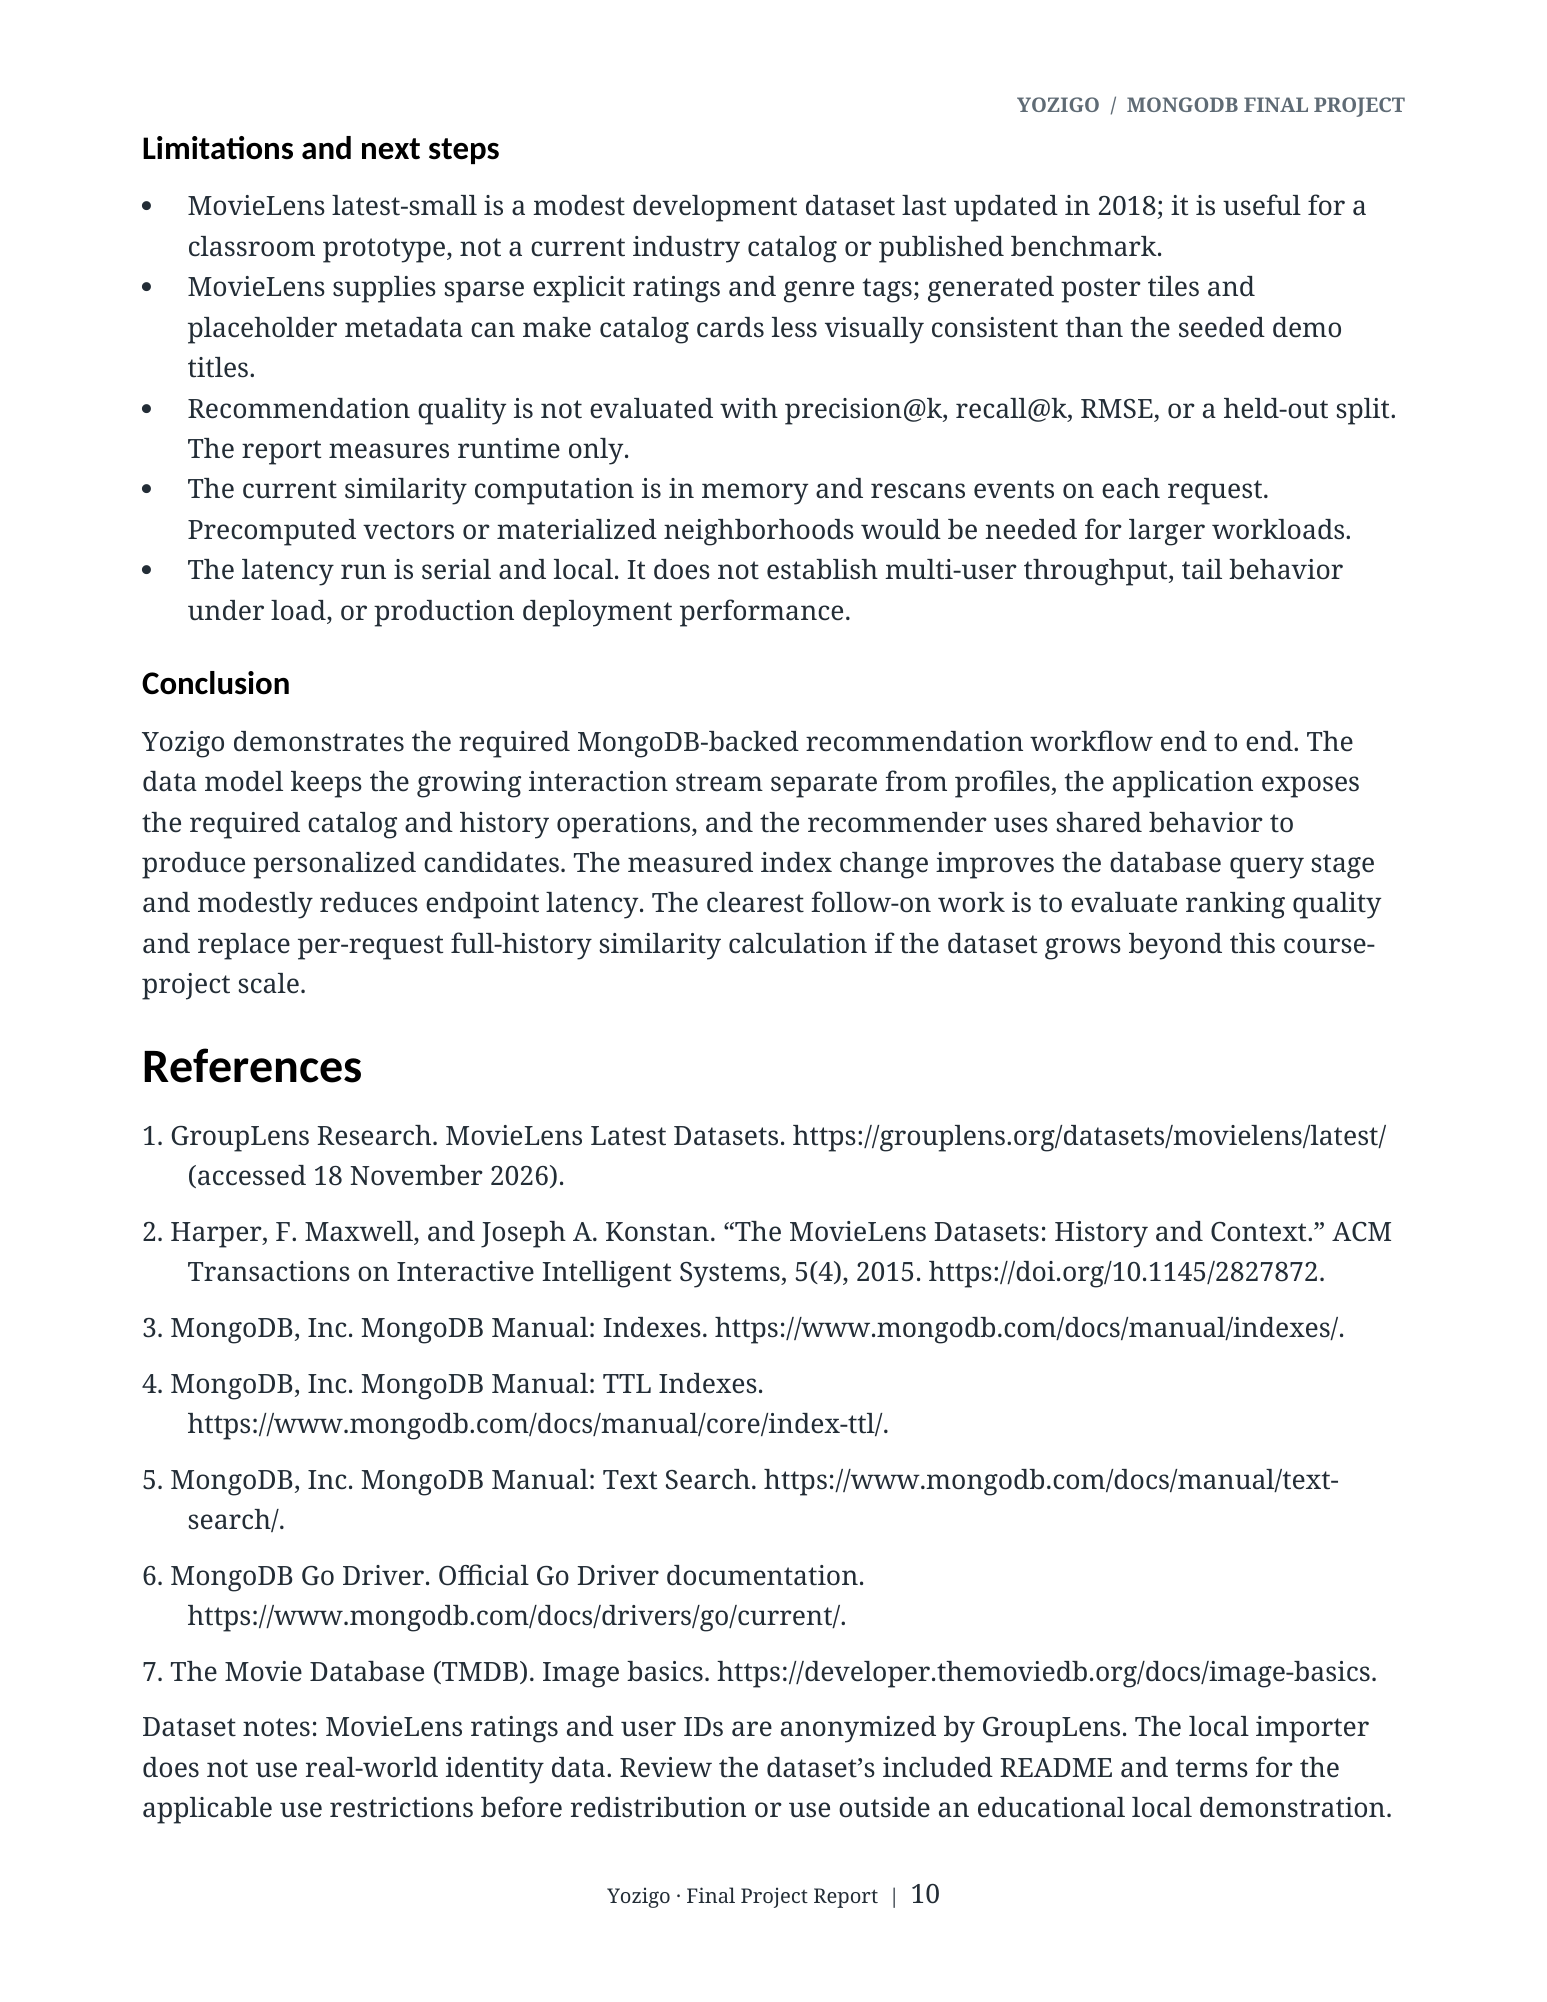 YOZIGO / MONGODB FINAL PROJECT
Limitations and next steps
• MovieLens latest-small is a modest development dataset last updated in 2018; it is useful for a
classroom prototype, not a current industry catalog or published benchmark.
• MovieLens supplies sparse explicit ratings and genre tags; generated poster tiles and
placeholder metadata can make catalog cards less visually consistent than the seeded demo
titles.
• Recommendation quality is not evaluated with precision@k, recall@k, RMSE, or a held-out split.
The report measures runtime only.
• The current similarity computation is in memory and rescans events on each request.
Precomputed vectors or materialized neighborhoods would be needed for larger workloads.
• The latency run is serial and local. It does not establish multi-user throughput, tail behavior
under load, or production deployment performance.
Conclusion
Yozigo demonstrates the required MongoDB-backed recommendation workflow end to end. The
data model keeps the growing interaction stream separate from profiles, the application exposes
the required catalog and history operations, and the recommender uses shared behavior to
produce personalized candidates. The measured index change improves the database query stage
and modestly reduces endpoint latency. The clearest follow-on work is to evaluate ranking quality
and replace per-request full-history similarity calculation if the dataset grows beyond this course-
project scale.
References
1. GroupLens Research. MovieLens Latest Datasets. https://grouplens.org/datasets/movielens/latest/
(accessed 18 November 2026).
2. Harper, F. Maxwell, and Joseph A. Konstan. “The MovieLens Datasets: History and Context.” ACM
Transactions on Interactive Intelligent Systems, 5(4), 2015. https://doi.org/10.1145/2827872.
3. MongoDB, Inc. MongoDB Manual: Indexes. https://www.mongodb.com/docs/manual/indexes/.
4. MongoDB, Inc. MongoDB Manual: TTL Indexes.
https://www.mongodb.com/docs/manual/core/index-ttl/.
5. MongoDB, Inc. MongoDB Manual: Text Search. https://www.mongodb.com/docs/manual/text-
search/.
6. MongoDB Go Driver. Official Go Driver documentation.
https://www.mongodb.com/docs/drivers/go/current/.
7. The Movie Database (TMDB). Image basics. https://developer.themoviedb.org/docs/image-basics.
Dataset notes: MovieLens ratings and user IDs are anonymized by GroupLens. The local importer
does not use real-world identity data. Review the dataset’s included README and terms for the
applicable use restrictions before redistribution or use outside an educational local demonstration.
Yozigo · Final Project Report | 10